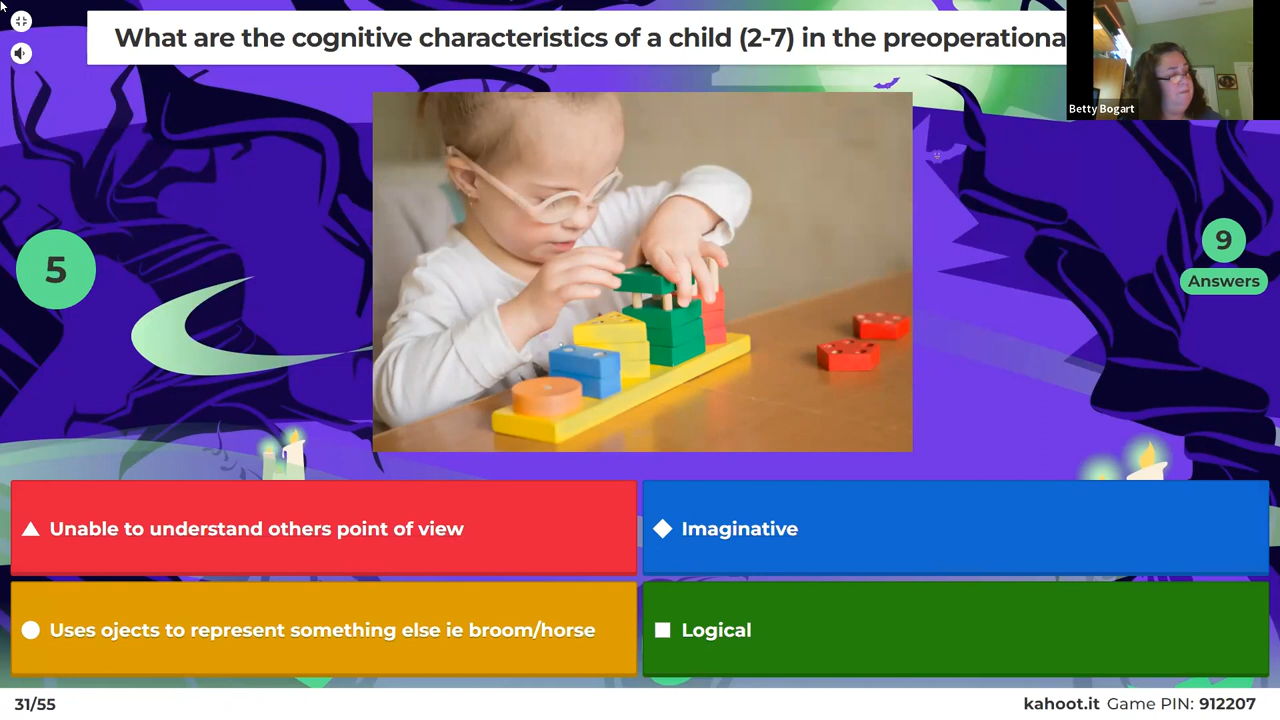 What are the cognitive characteristics of a child (2-7) in the preoperationa
Betty Bogart
5
9
Answers
Unable to understand others point of view
Imaginative
Uses ojects to represent something else ie broom/horse
Logical
31/55
kahoot.it Game PIN: 912207